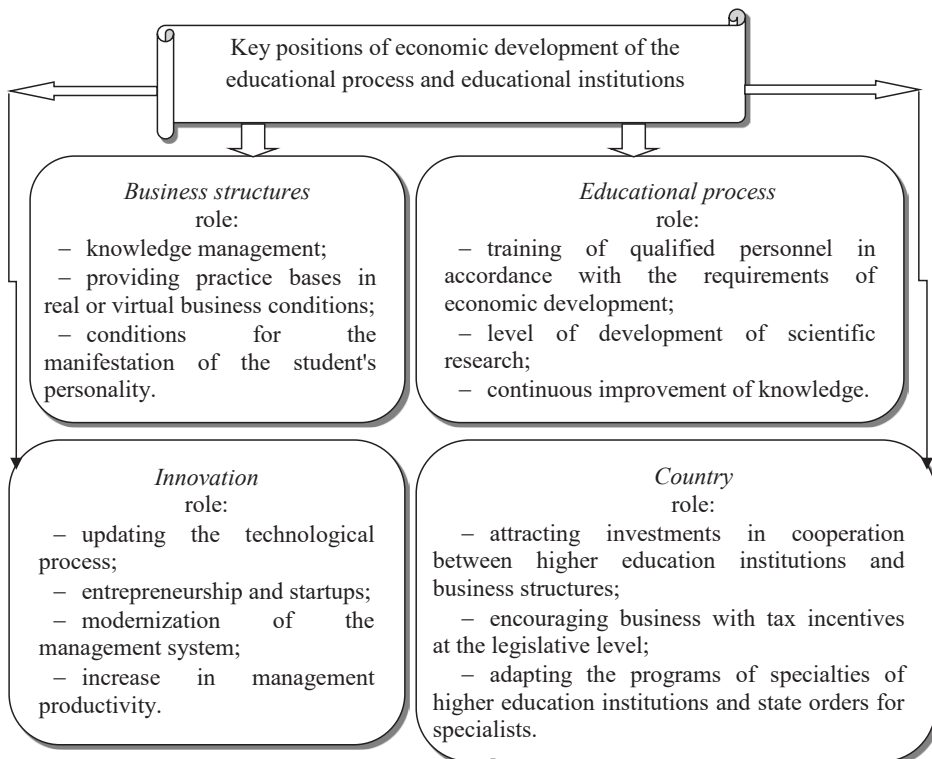 Key positions of economic development of the
educational process and educational institutions
Business structures
role:
– knowledge management;
– providing practice bases in
real or virtual business conditions;
– conditions for the
manifestation of the student's
personality.
Educational process
role:
– training of qualified personnel in
accordance with the requirements of
economic development;
– level of development of scientific
research;
– continuous improvement of knowledge.
Innovation
role:
– updating the technological
process;
– entrepreneurship and startups;
– modernization of the
management system;
– increase in management
productivity.
Country
role:
– attracting investments in cooperation
between higher education institutions and
business structures;
– encouraging business with tax incentives
at the legislative level;
– adapting the programs of specialties of
higher education institutions and state orders for
specialists.